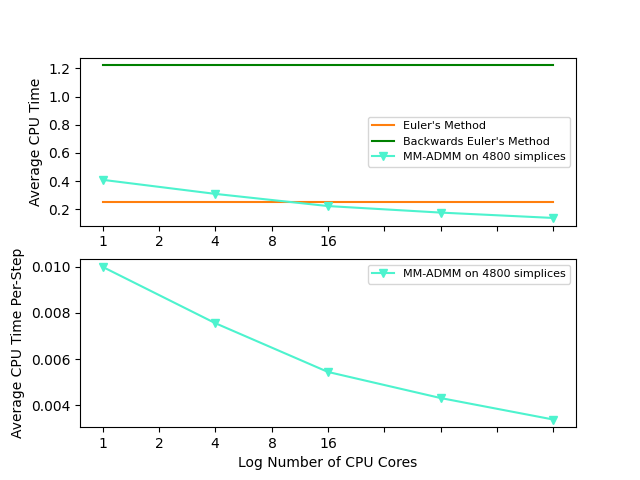 1.2
1.0
0.8
0.6
0.4
0.2
Average CPU Time
Euler's Method
Backwards Euler's Method
MM-ADMM on 4800 simplices
1 2 4 8 16
0.010
0.008
0.006
0.004
Average CPU Time Per-Step
MM-ADMM on 4800 simplices
1 2 4 8 16
Log Number of CPU Cores